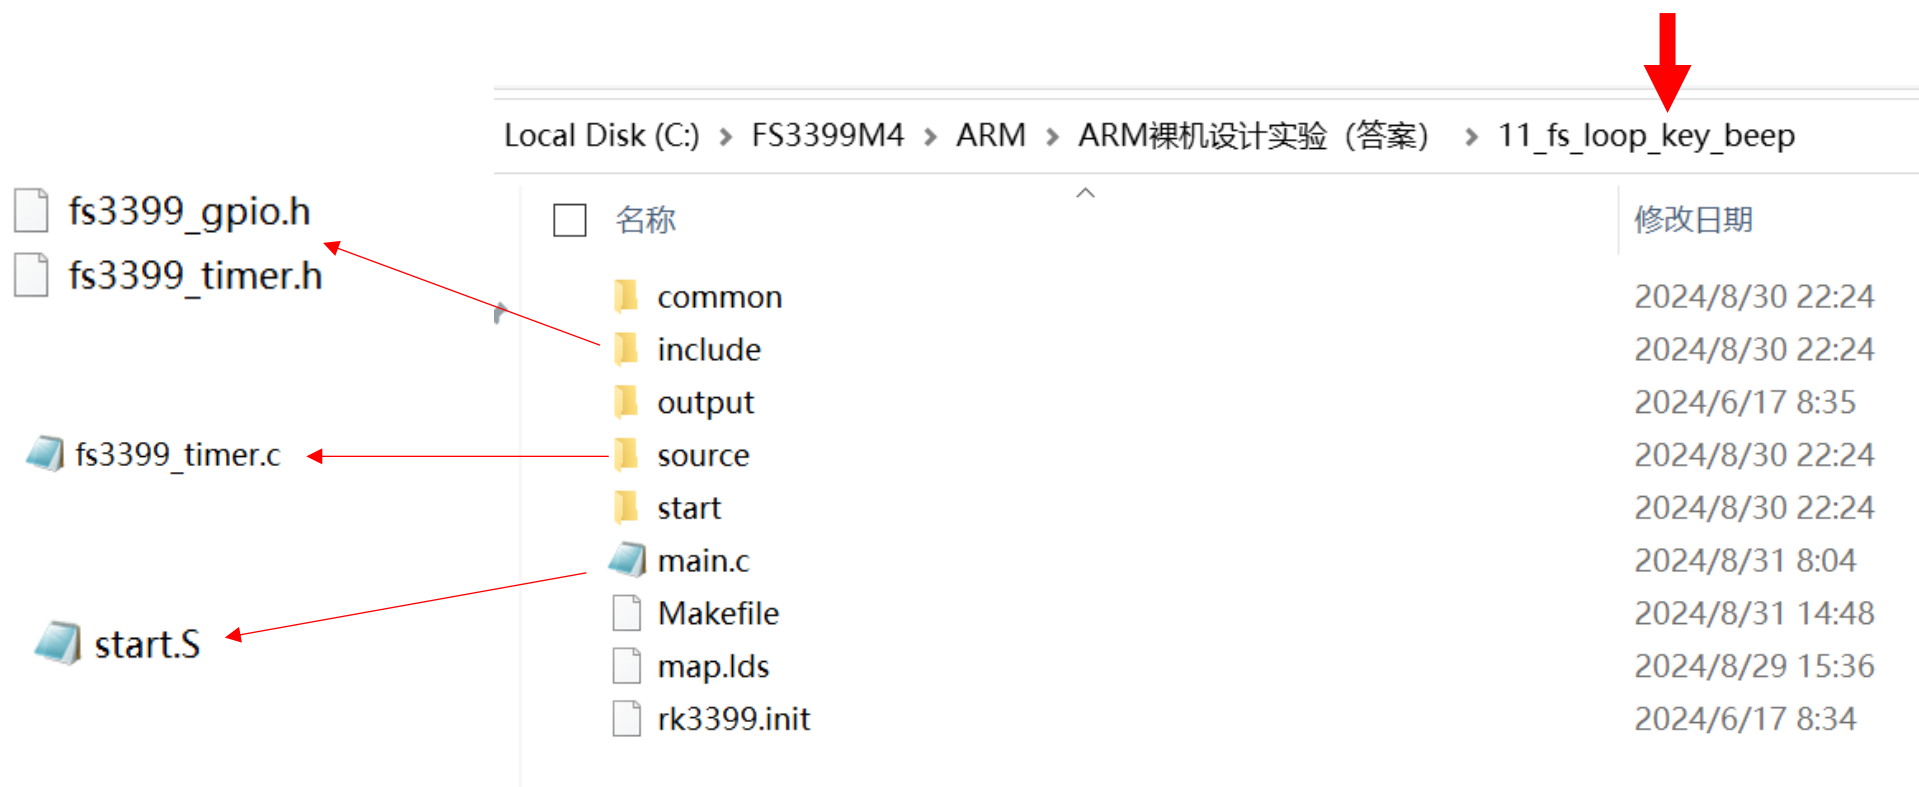 Local Disk (C:) > FS3399M4 > ARM > ARM裸机设计实验（答案） > 11_fs_loop_key_beep
fs3399_gpio.h
fs3399_timer.h
fs3399_timer.c
start.S
名称 修改日期
common 2024/8/30 22:24
include 2024/8/30 22:24
output 2024/6/17 8:35
source 2024/8/30 22:24
start 2024/8/30 22:24
main.c 2024/8/31 8:04
Makefile 2024/8/31 14:48
map.lds 2024/8/29 15:36
rk3399.init 2024/6/17 8:34